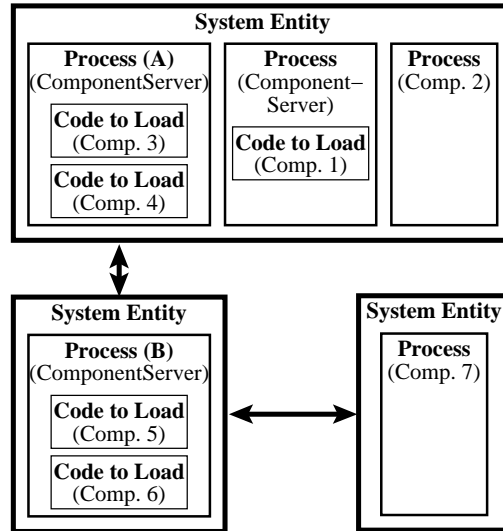 System Entity
Process (A)
(ComponentServer)
Code to Load
(Comp. 3)
Code to Load
(Comp. 4)
Process
(Component–
Server)
Code to Load
(Comp. 1)
Process
(Comp. 2)
System Entity
Process (B)
(ComponentServer)
Code to Load
(Comp. 5)
Code to Load
(Comp. 6)
System Entity
Process
(Comp. 7)